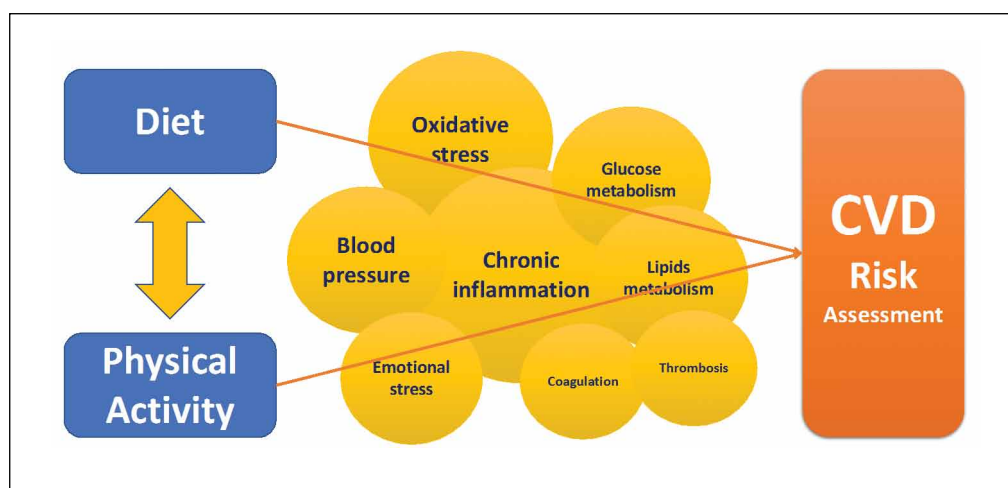 Diet
Physical
Activity
Oxidative
stress
Glucose
metabolism
Blood
pressure
Chronic
inflammation
Lipids
metabolism
Emotional
stress
Coagulation
Thrombosis
CVD
Risk
Assessment